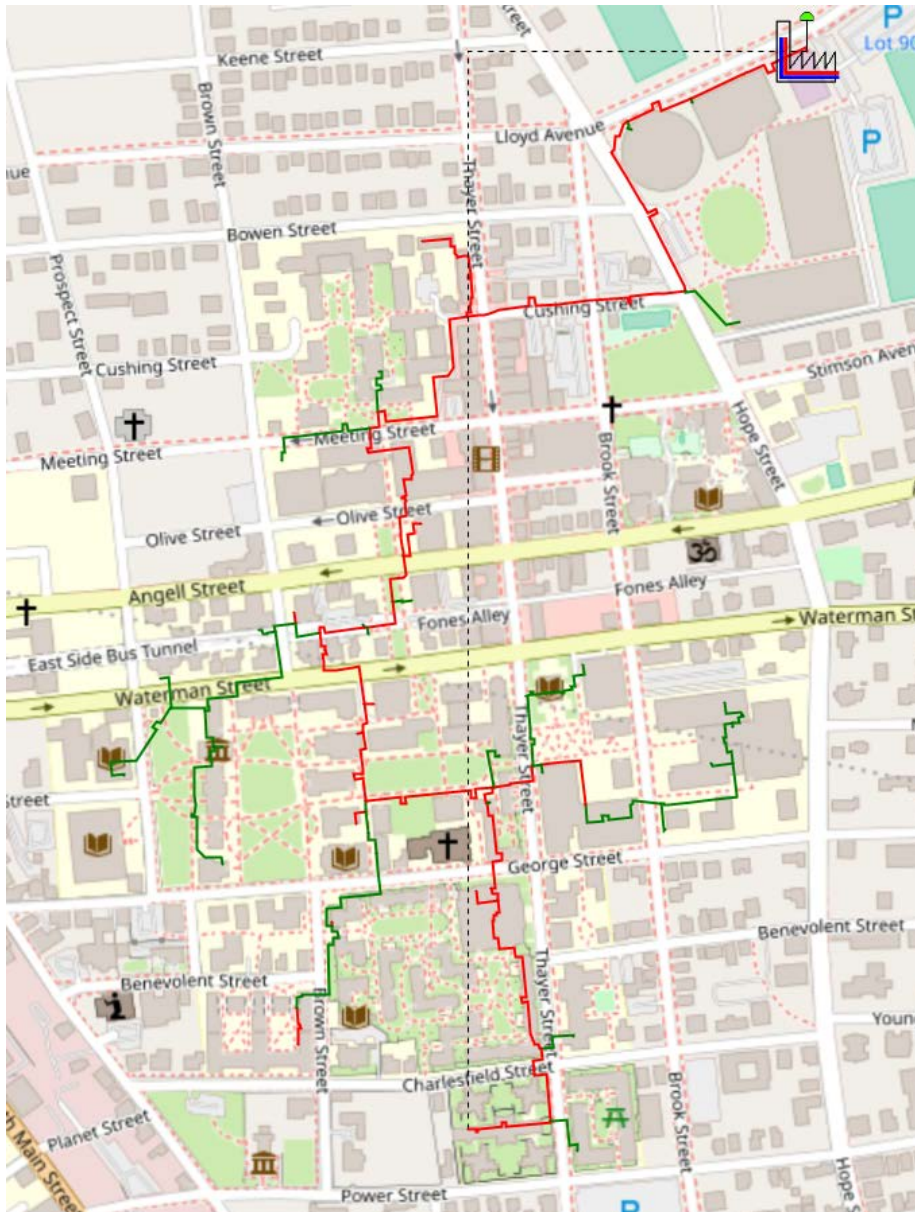 Street
P
Lot 90
Keene Street
Brown Street
Lloyd Avenue
P
Thayer Street
nue
Bowen Street
Prospect Street
Cushing Street
Cushing Street
Stimson Aven
Meeting Street
Meeting Street
Hope Street
Brook Street
Olive Street
Olive Street
Angell Street
Fones Alley
Fones Alley
Waterman S
East Side Bus Tunnel
Waterman Street
Thayer Street
Street
George Street
Benevolent Street
Benevolent Street
Thayer Street
Brown Street
Youn
Charlesfield Street
Brook Street
Planet Street
h Main Street
Hope S
Power Street
P